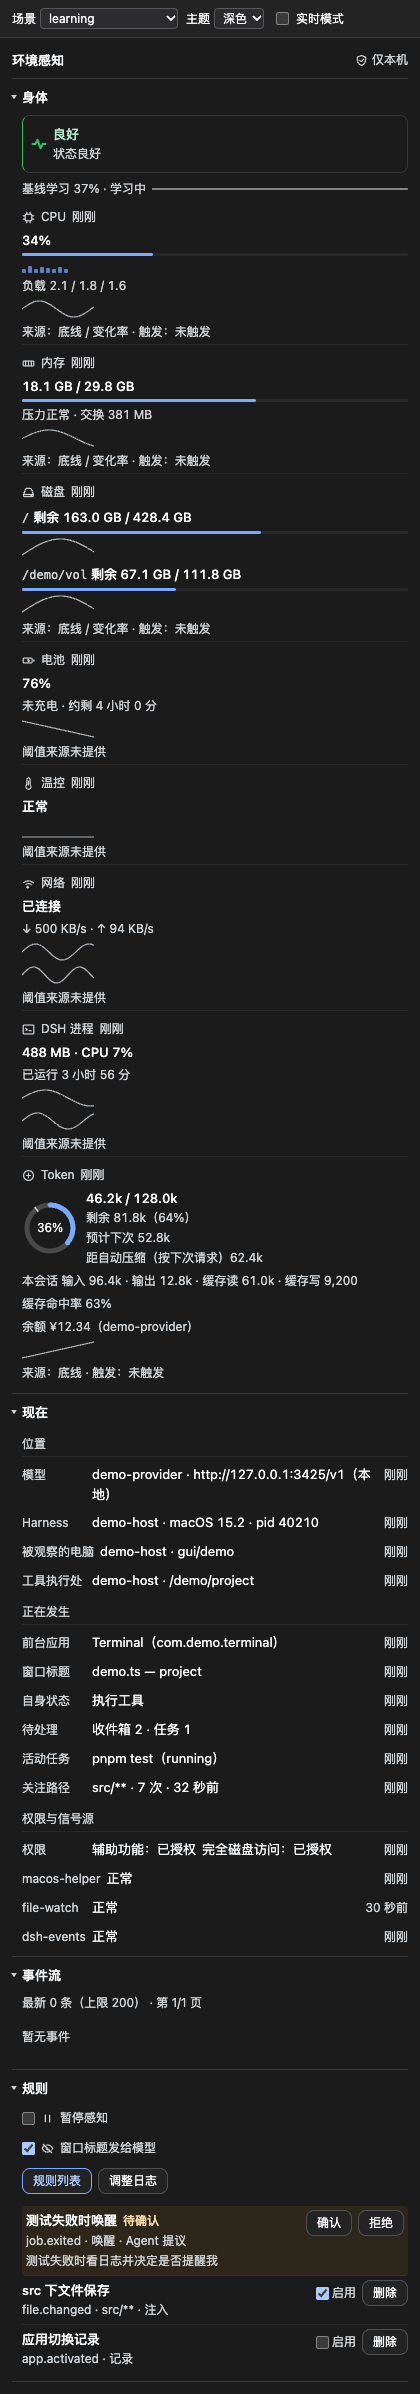 场景 learning 主题 深色 实时模式
环境感知 仅本机
身体
良好
状态良好
基线学习 37% · 学习中
CPU 刚刚
34%
负载 2.1 / 1.8 / 1.6
来源：底线 / 变化率 · 触发：未触发
内存 刚刚
18.1 GB / 29.8 GB
压力正常 · 交换 381 MB
来源：底线 / 变化率 · 触发：未触发
磁盘 刚刚
/ 剩余 163.0 GB / 428.4 GB
/demo/vol 剩余 67.1 GB / 111.8 GB
来源：底线 / 变化率 · 触发：未触发
电池 刚刚
76%
未充电 · 约剩 4 小时 0 分
阈值来源未提供
温控 刚刚
正常
阈值来源未提供
网络 刚刚
已连接
↓ 500 KB/s · ↑ 94 KB/s
阈值来源未提供
DSH 进程 刚刚
488 MB · CPU 7%
已运行 3 小时 56 分
阈值来源未提供
Token 刚刚
36%
46.2k / 128.0k
剩余 81.8k（64%）
预计下次 52.8k
距自动压缩（按下次请求）62.4k
本会话 输入 96.4k · 输出 12.8k · 缓存读 61.0k · 缓存写 9,200
缓存命中率 63%
余额 ¥12.34（demo-provider）
来源：底线 · 触发：未触发
现在
位置
模型 demo-provider · http://127.0.0.1:3425/v1（本 刚刚
地）
Harness demo-host · macOS 15.2 · pid 40210 刚刚
被观察的电脑 demo-host · gui/demo 刚刚
工具执行处 demo-host · /demo/project 刚刚
正在发生
前台应用 Terminal（com.demo.terminal） 刚刚
窗口标题 demo.ts — project 刚刚
自身状态 执行工具 刚刚
待处理 收件箱 2 · 任务 1 刚刚
活动任务 pnpm test（running） 刚刚
关注路径 src/** · 7 次 · 32 秒前 刚刚
权限与信号源
权限 辅助功能：已授权 完全磁盘访问：已授权 刚刚
macos-helper 正常 刚刚
file-watch 正常 30 秒前
dsh-events 正常 刚刚
事件流
最新 0 条（上限 200） · 第 1/1 页
暂无事件
规则
暂停感知
窗口标题发给模型
规则列表 调整日志
测试失败时唤醒 待确认 确认 拒绝
job.exited · 唤醒 · Agent 提议
测试失败时看日志并决定是否提醒我
src 下文件保存 启用 删除
file.changed · src/** · 注入
应用切换记录 启用 删除
app.activated · 记录